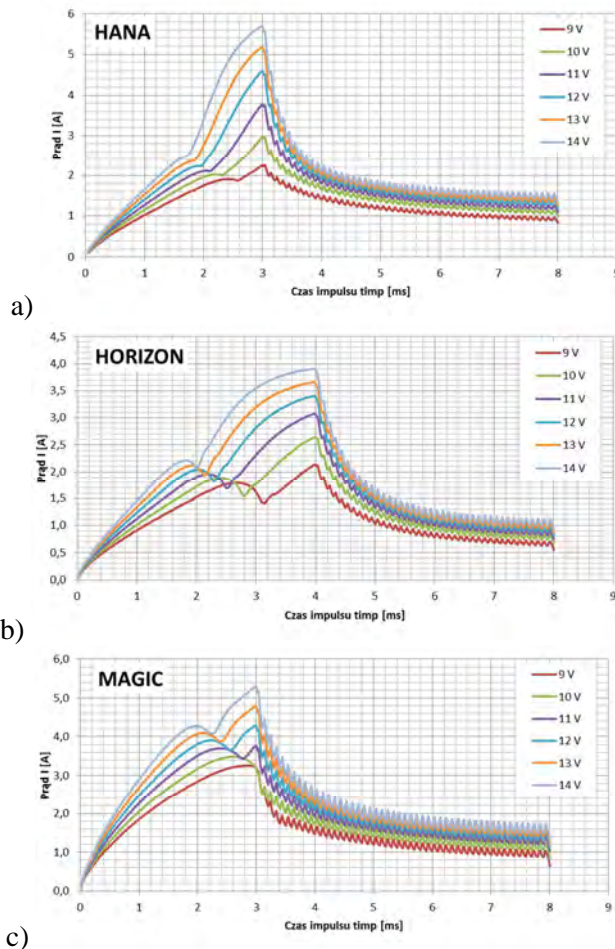 HANA
Prąd I [A]
6
5
4
3
2
1
0
0 1 2 3 4 5 6 7 8 9
Czas impulsu timp [ms]
9 V
10 V
11 V
12 V
13 V
14 V
a)
HORIZON
Prąd I [A]
4,5
4,0
3,5
3,0
2,5
2,0
1,5
1,0
0,5
0,0
0 1 2 3 4 5 6 7 8 9
Czas impulsu timp [ms]
9 V
10 V
11 V
12 V
13 V
14 V
b)
MAGIC
Prąd I [A]
6,0
5,0
4,0
3,0
2,0
1,0
0,0
0 1 2 3 4 5 6 7 8 9
Czas impulsu timp [ms]
9 V
10 V
11 V
12 V
13 V
14 V
c)